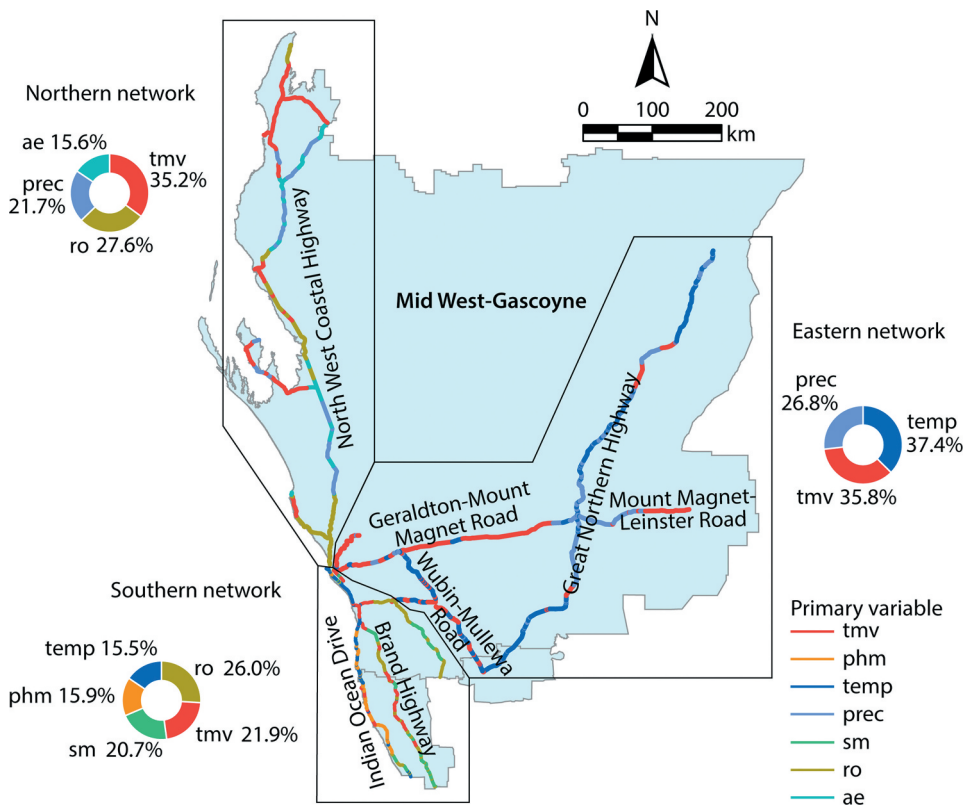 N
0 100 200
km
Northern network
ae 15.6%
tmv
35.2%
prec
21.7%
ro 27.6%
North West Coastal Highway
Mid West-Gascoyne
Eastern network
prec
26.8%
temp
37.4%
tmv 35.8%
Great Northern Highway
Geraldton-Mount
Magnet Road
Mount Magnet-
Leinster Road
Wubin-Mullewa
Road
Southern network
temp 15.5%
ro 26.0%
phm 15.9%
tmv 21.9%
sm 20.7%
Indian Ocean Drive
Brand Highway
Primary variable
tmv
phm
temp
prec
sm
ro
ae